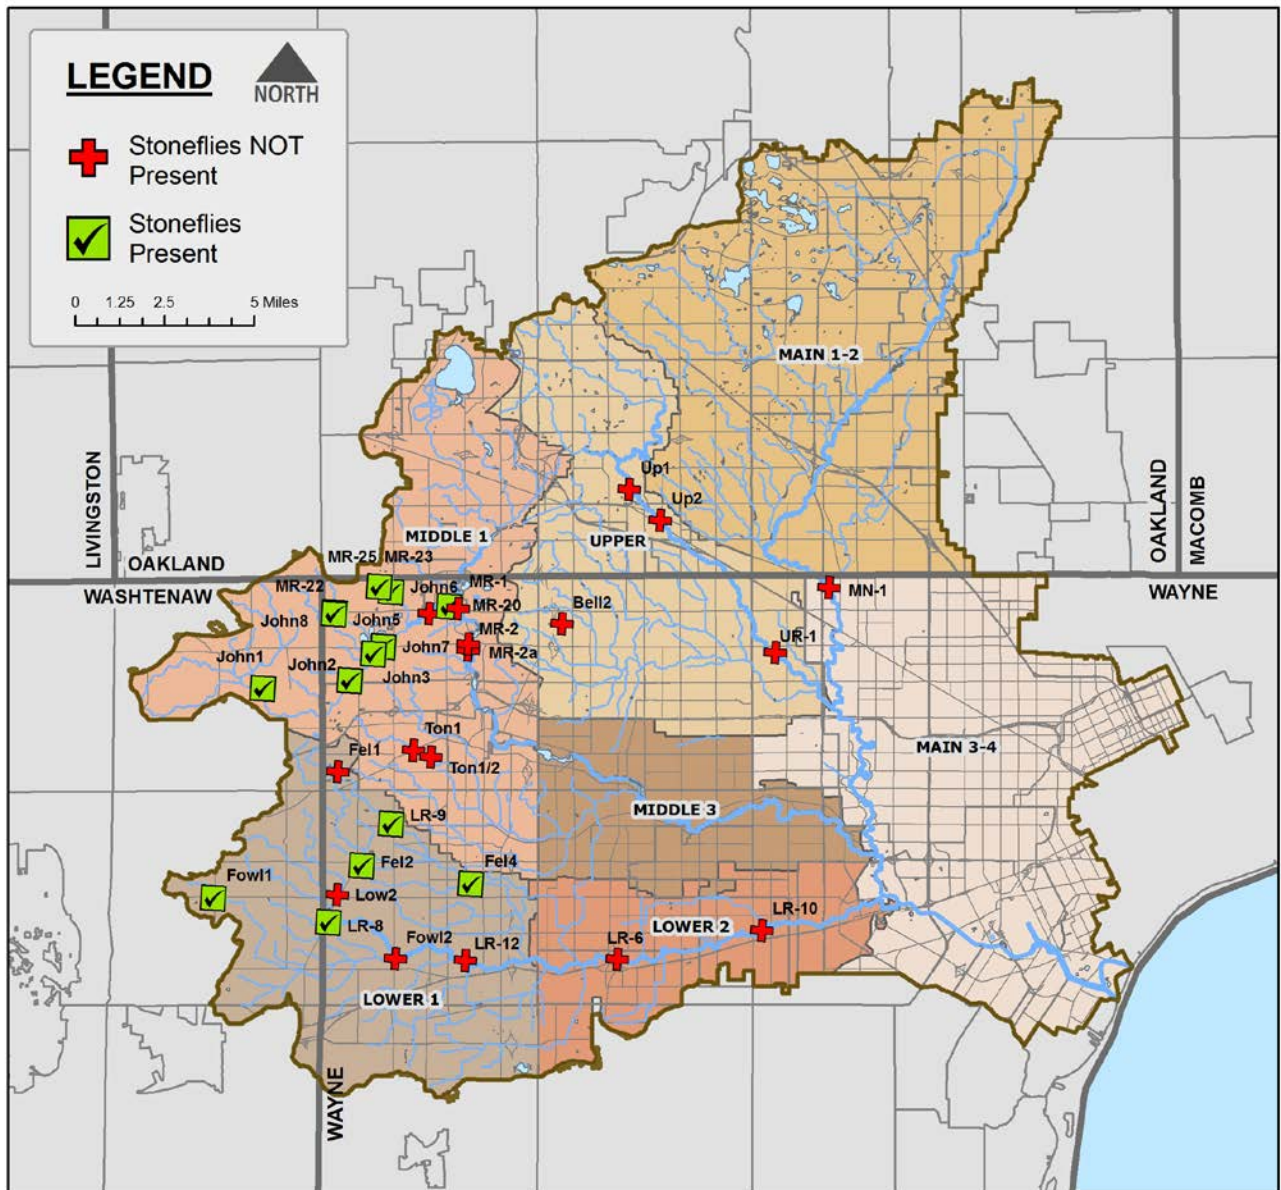 LEGEND
NORTH
Stoneflies NOT
Present
Stoneflies
Present
0 1.25 2.5 5 Miles
MAIN 1-2
LIVINGSTON
OAKLAND
MACOMB
Up1
Up2
MIDDLE 1
UPPER
OAKLAND
WASHTENAW
WAYNE
MR-25
MR-23
MR-22
John6
MR-1
MR-20
MN-1
John8
John5
Bell2
MR-2
MR-2a
UR-1
John1
John2
John7
John3
Ton1
Ton1/2
Fel1
MAIN 3-4
MIDDLE 3
LR-9
Fel2
Fel4
Fowl1
Low2
LR-8
LR-10
LOWER 2
Fowl2
LR-12
LR-6
LOWER 1
WAYNE